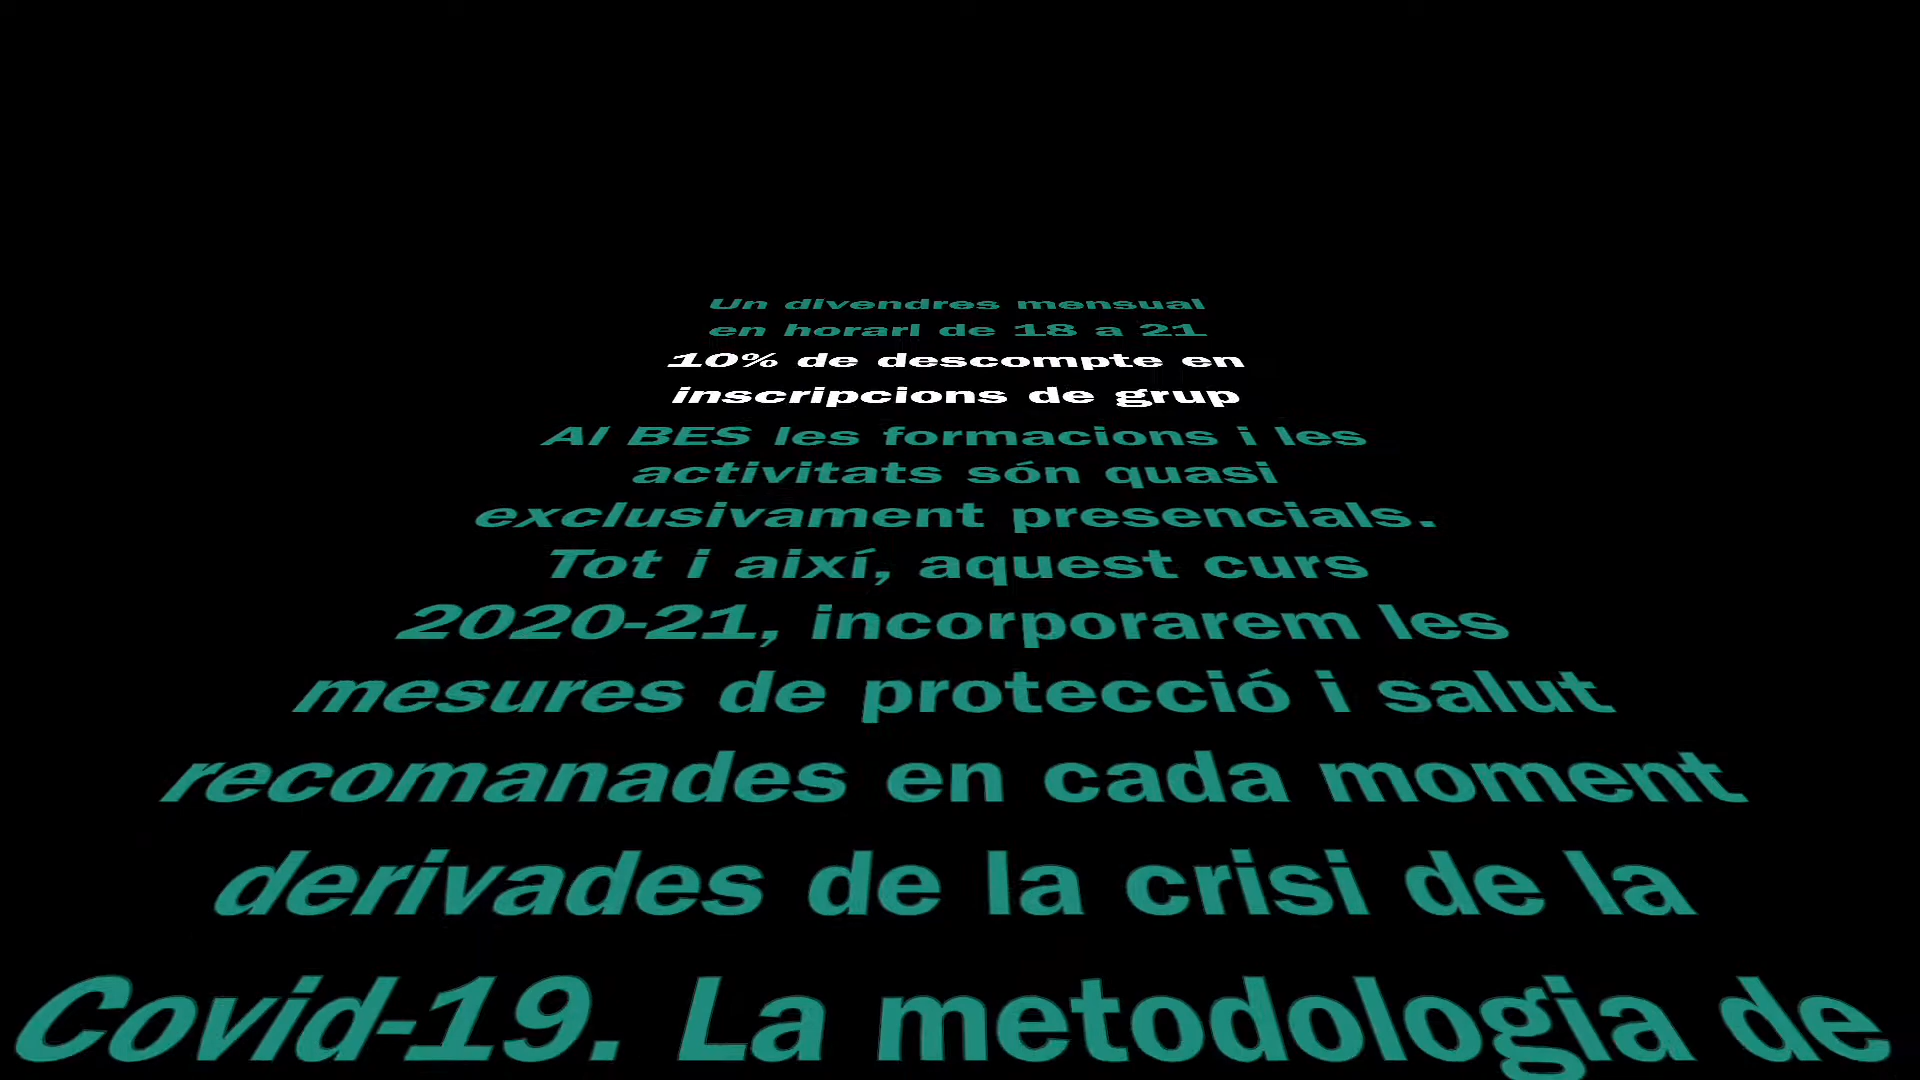 Un divendres mensual
en horarI de 18 a 21
10% de descompte en
inscripcions de grup
Al BES les formacions i les
activitats són quasi
exclusivament presencials.
Tot i així, aquest curs
2020-21, incorporarem les
mesures de protecció i salut
recomanades en cada moment
derivades de la crisi de la
Covid-19. La metodologia de